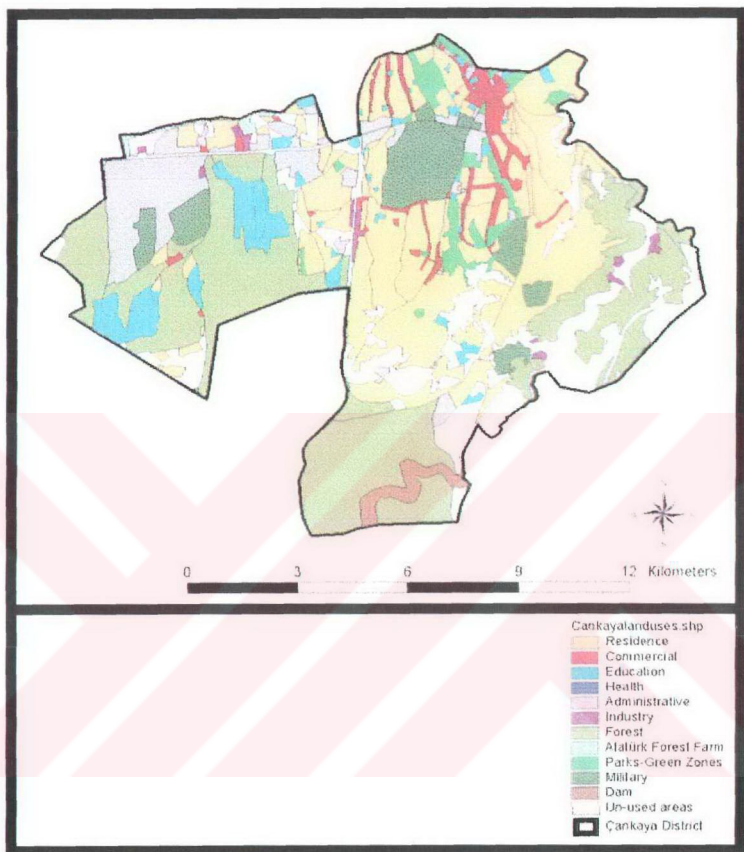 0 3 6 9 12 Kilometers
Cankayalanduses.shp
Residence
Commercial
Education
Health
Administrative
Industry
Forest
Atatürk Forest Farm
Parks-Green Zones
Military
Dam
Un-used areas
Çankaya District